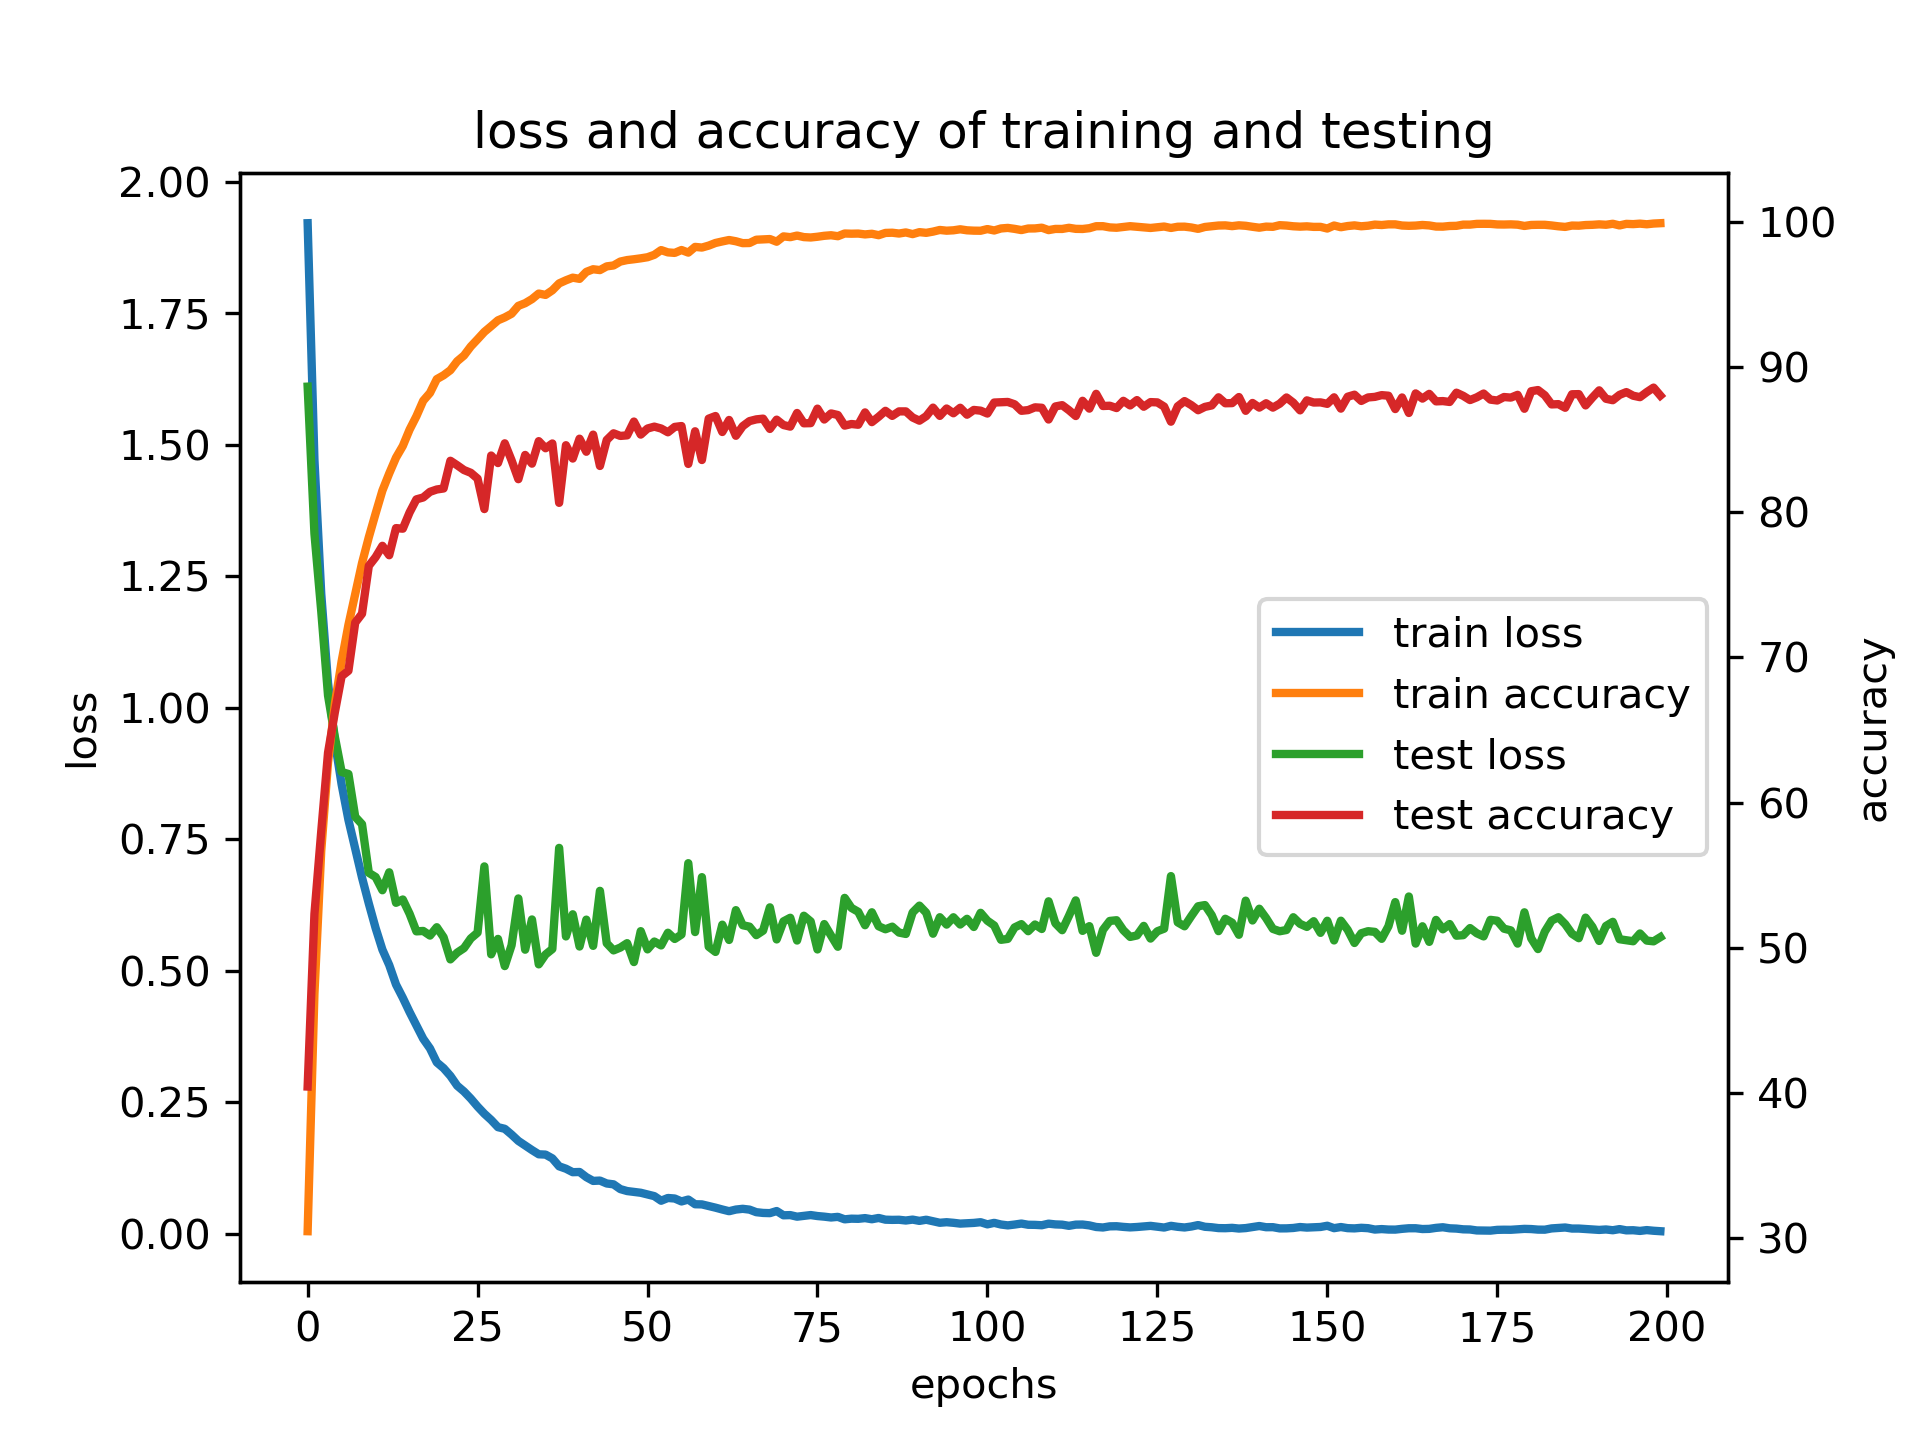 loss and accuracy of training and testing
2.00
1.75
1.50
1.25
1.00
0.75
0.50
0.25
0.00
loss
100
90
80
70
60
50
40
30
accuracy
train loss
train accuracy
test loss
test accuracy
0 25 50 75 100 125 150 175 200
epochs